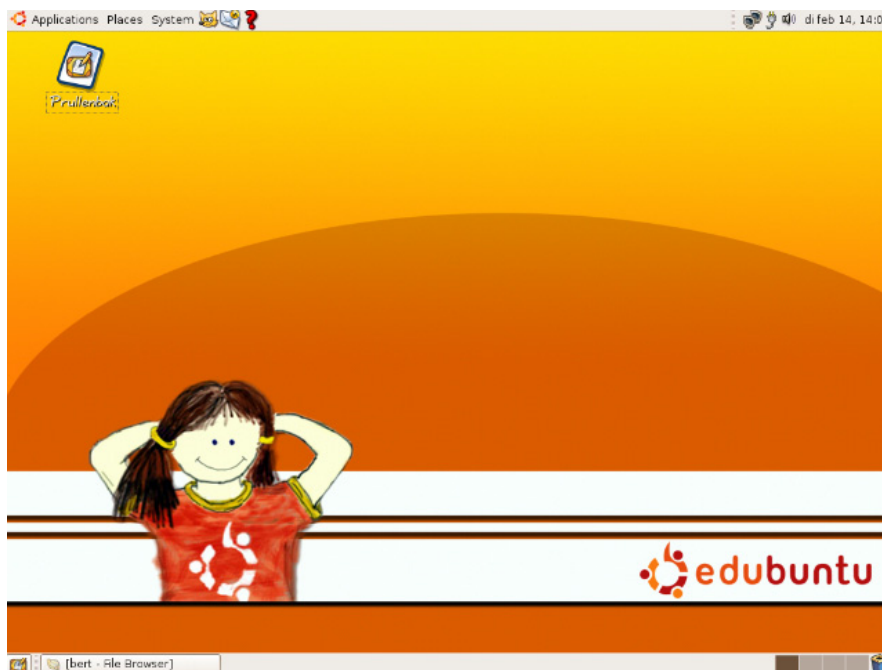 Applications Places System
di feb 14, 14:0
Prullenbak
edubuntu
[bert - File Browser]